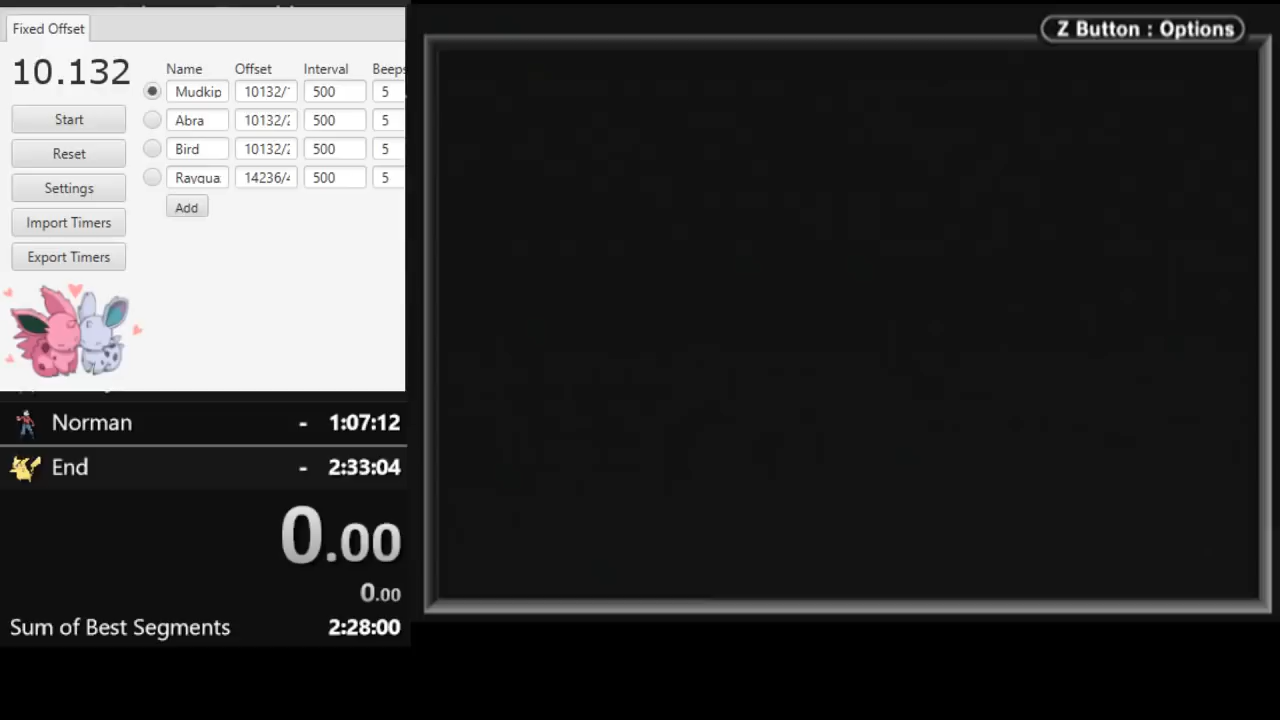 Fixed Offset
10.132
Start
Reset
Settings
Import Timers
Export Timers
Name Offset Interval Beeps
Mudkip 10132/ 500 5
Abra 10132/2 500 5
Bird 10132/2 500 5
Rayqua 14236/4 500 5
Add
Norman - 1:07:12
End - 2:33:04
0.00
0.00
Sum of Best Segments 2:28:00
Z Button : Options